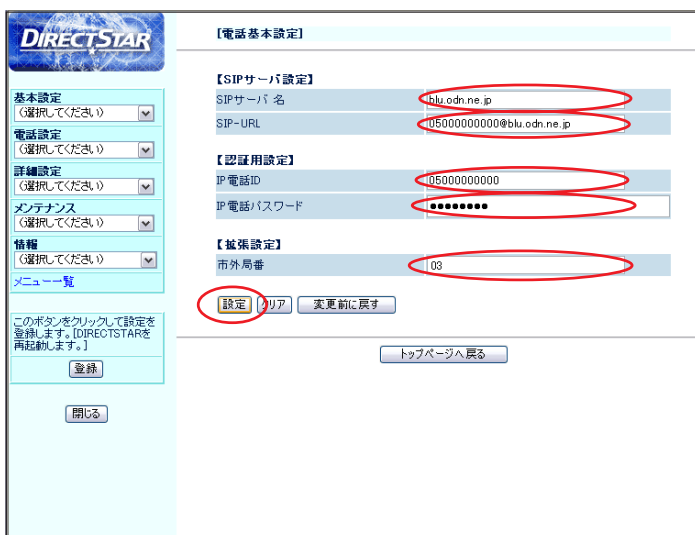 DIRECTSTAR
基本設定
(選択してください)
電話設定
(選択してください)
詳細設定
(選択してください)
メンテナンス
(選択してください)
情報
(選択してください)
メニュー一覧
このボタンをクリックして設定を
登録します。[DIRECTSTARを
再起動します。]
登録
閉じる
[電話基本設定]
【SIPサーバ設定】
SIPサーバ 名 blu.odn.ne.jp
SIP-URL 05000000000@blu.odn.ne.jp
【認証用設定】
IP電話ID 05000000000
IP電話パスワード ●●●●●●●●
【拡張設定】
市外局番 03
設定 クリア 変更前に戻す
トップページへ戻る